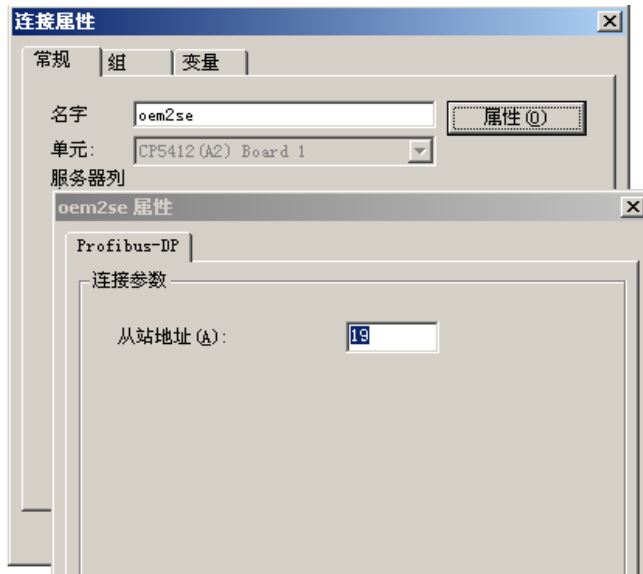 连接属性
常规 组 变量
名字 oem2se 属性(O)
单元: CP5412(A2) Board 1
服务器列
oem2se 属性
Profibus-DP
连接参数
从站地址(A): 19